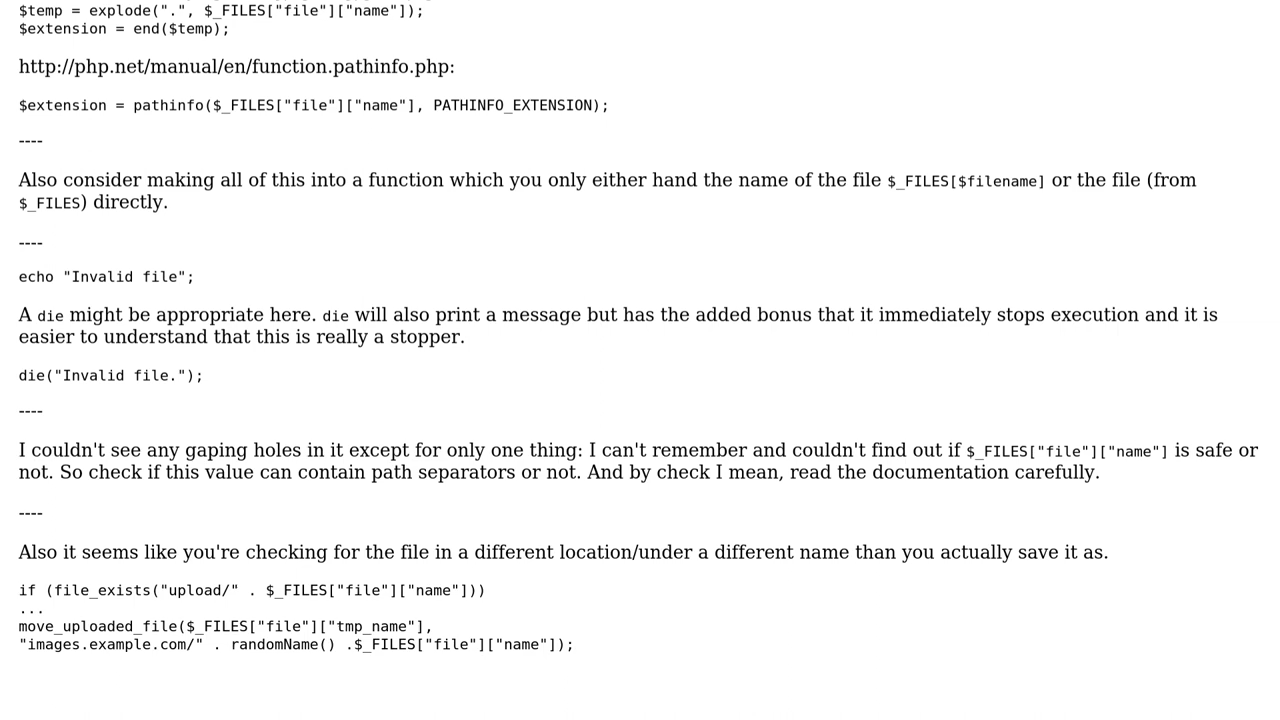 $temp = explode(".", $_FILES["file"]["name"]);
$extension = end($temp);
http://php.net/manual/en/function.pathinfo.php:
$extension = pathinfo($_FILES["file"]["name"], PATHINFO_EXTENSION);
----
Also consider making all of this into a function which you only either hand the name of the file $_FILES[$filename] or the file (from
$_FILES) directly.
----
echo "Invalid file";
A die might be appropriate here. die will also print a message but has the added bonus that it immediately stops execution and it is
easier to understand that this is really a stopper.
die("Invalid file.");
----
I couldn't see any gaping holes in it except for only one thing: I can't remember and couldn't find out if $_FILES["file"]["name"] is safe or
not. So check if this value can contain path separators or not. And by check I mean, read the documentation carefully.
----
Also it seems like you're checking for the file in a different location/under a different name than you actually save it as.
if (file_exists("upload/" . $_FILES["file"]["name"]))
...
move_uploaded_file($_FILES["file"]["tmp_name"],
"images.example.com/" . randomName() .$_FILES["file"]["name"]);